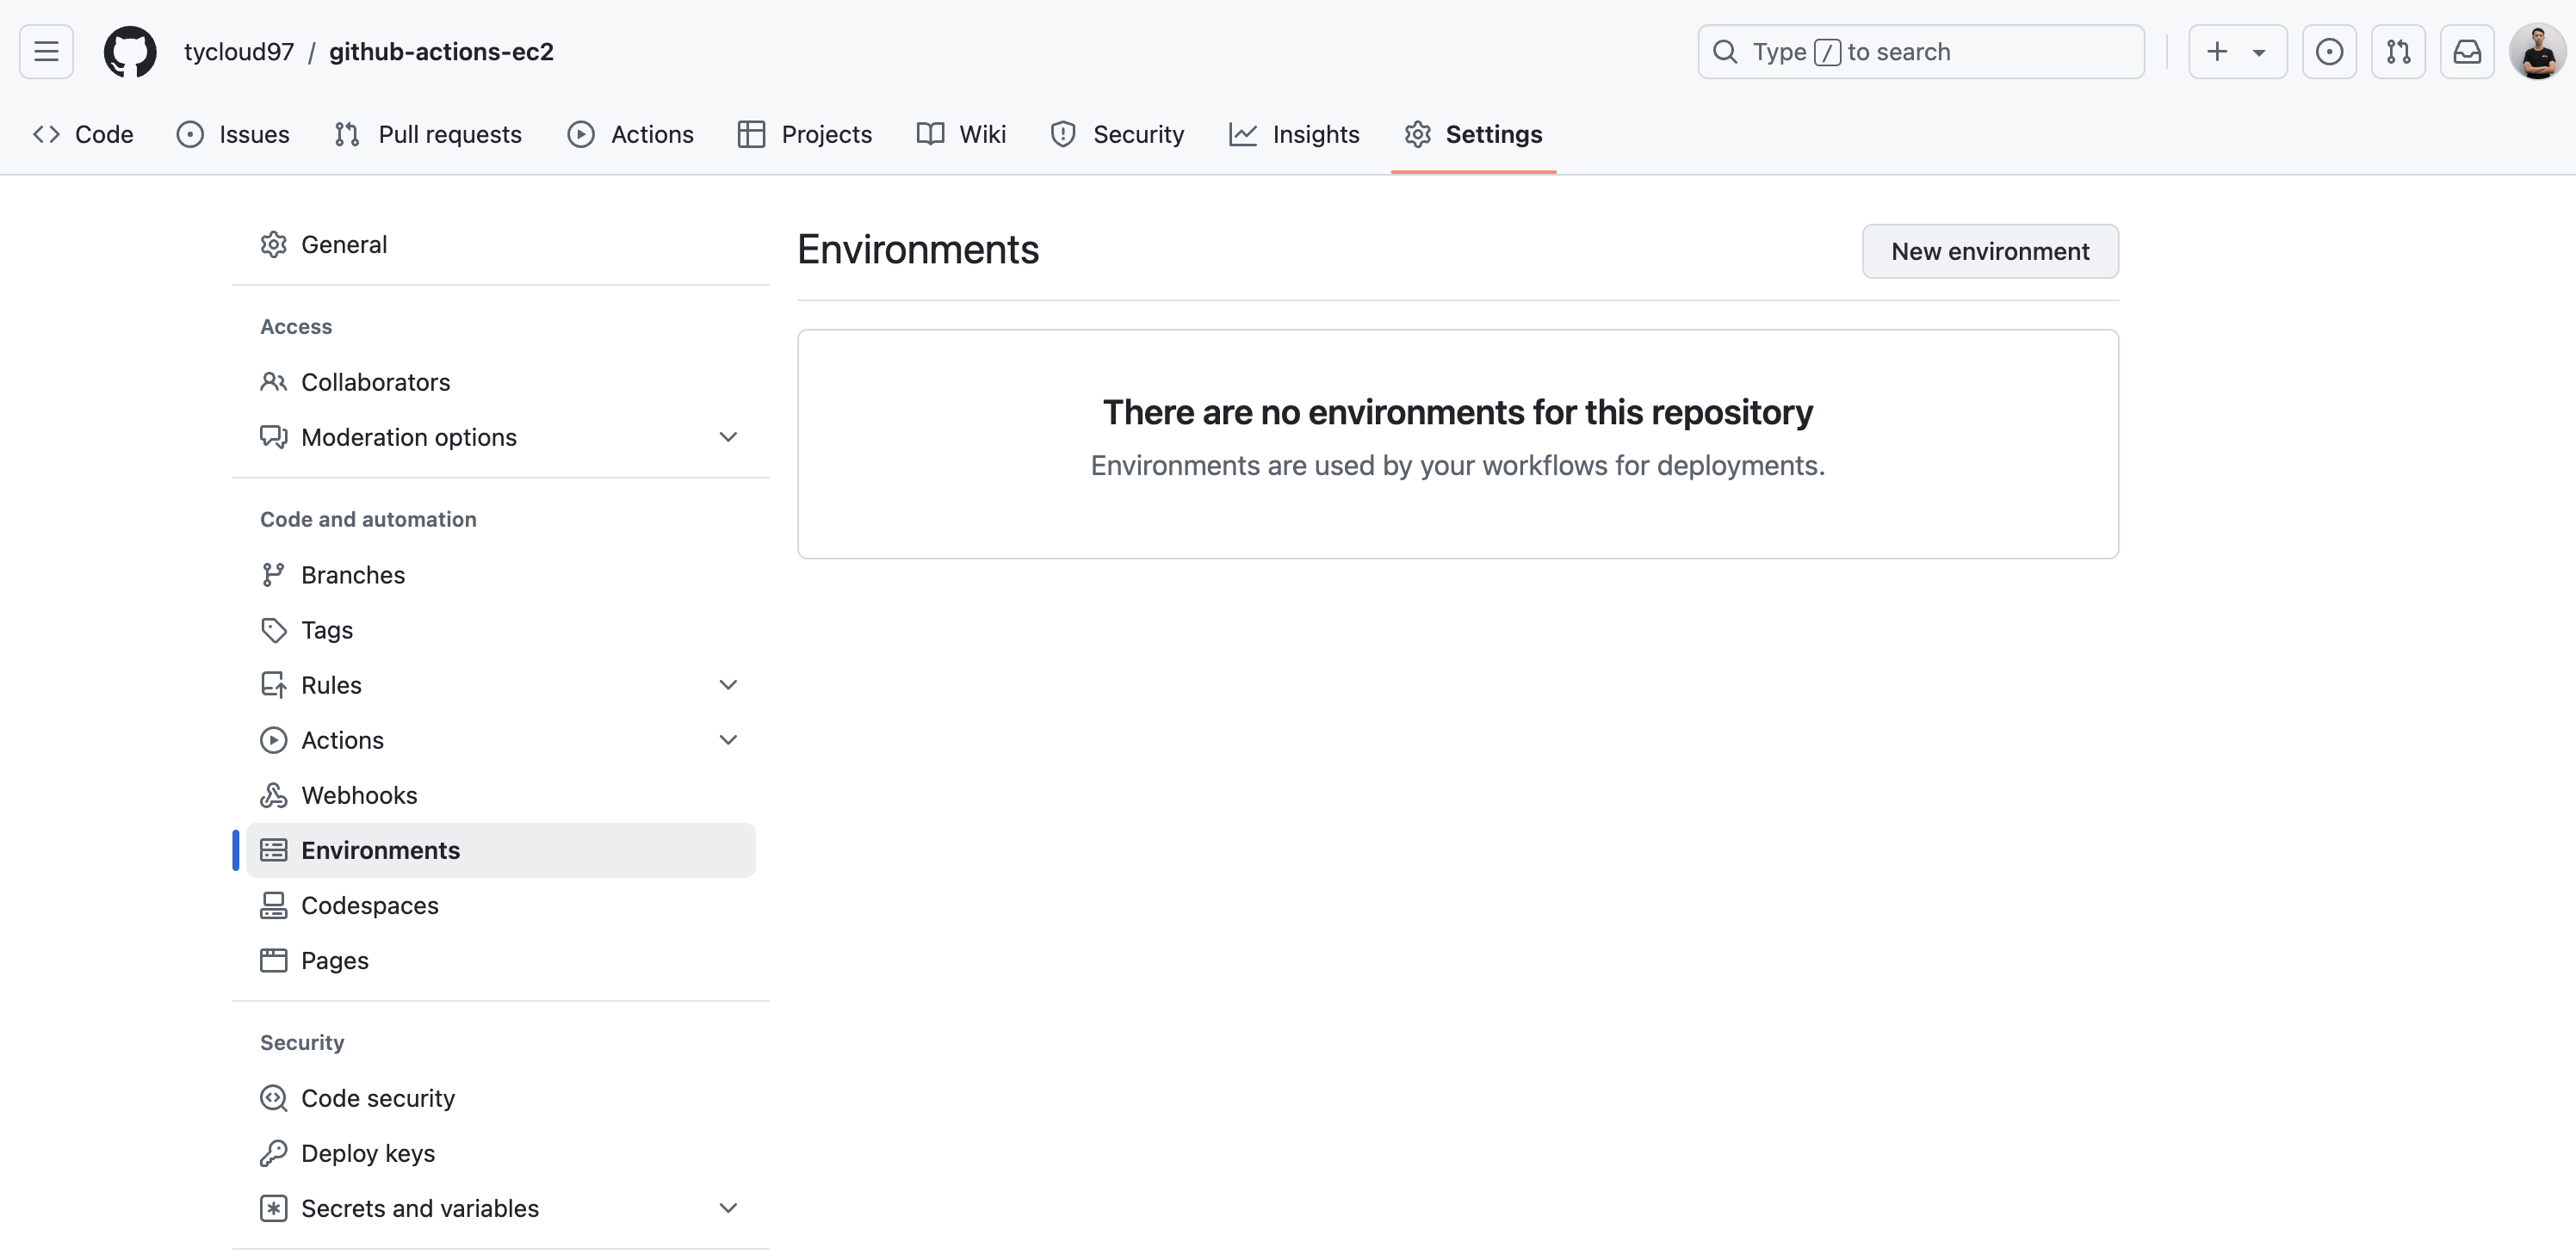 tycloud97 / github-actions-ec2
Type / to search
Code Issues Pull requests Actions Projects Wiki Security Insights Settings
General
Access
Collaborators
Moderation options
Code and automation
Branches
Tags
Rules
Actions
Webhooks
Environments
Codespaces
Pages
Security
Code security
Deploy keys
Secrets and variables
Environments
New environment
There are no environments for this repository
Environments are used by your workflows for deployments.